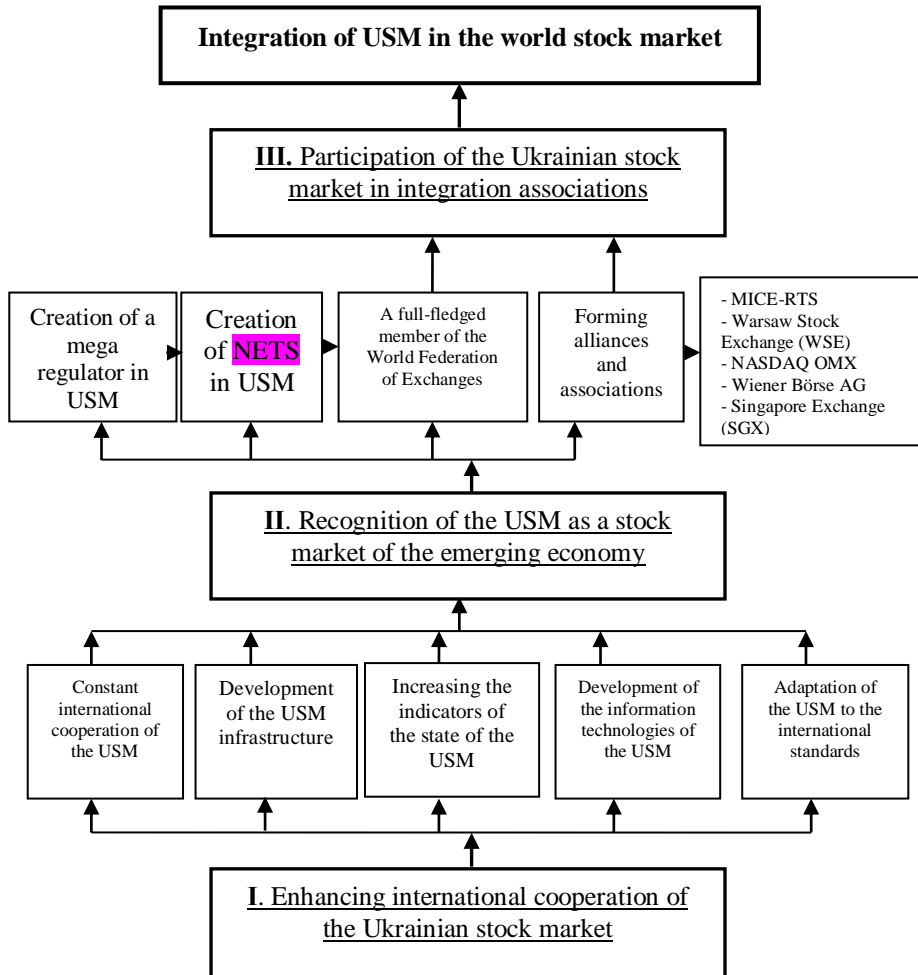 Integration of USM in the world stock market
III. Participation of the Ukrainian stock
market in integration associations
Creation of a
mega
regulator in
USM
Creation
of NETS
in USM
A full-fledged
member of the
World Federation
of Exchanges
Forming
alliances
and
associations
- MICE-RTS
- Warsaw Stock
Exchange (WSE)
- NASDAQ OMX
- Wiener Börse AG
- Singapore Exchange
(SGX)
II. Recognition of the USM as a stock
market of the emerging economy
Constant
international
cooperation of
the USM
Development
of the USM
infrastructure
Increasing the
indicators of
the state of the
USM
Development of
the information
technologies of
the USM
Adaptation of
the USM to the
international
standards
I. Enhancing international cooperation of
the Ukrainian stock market